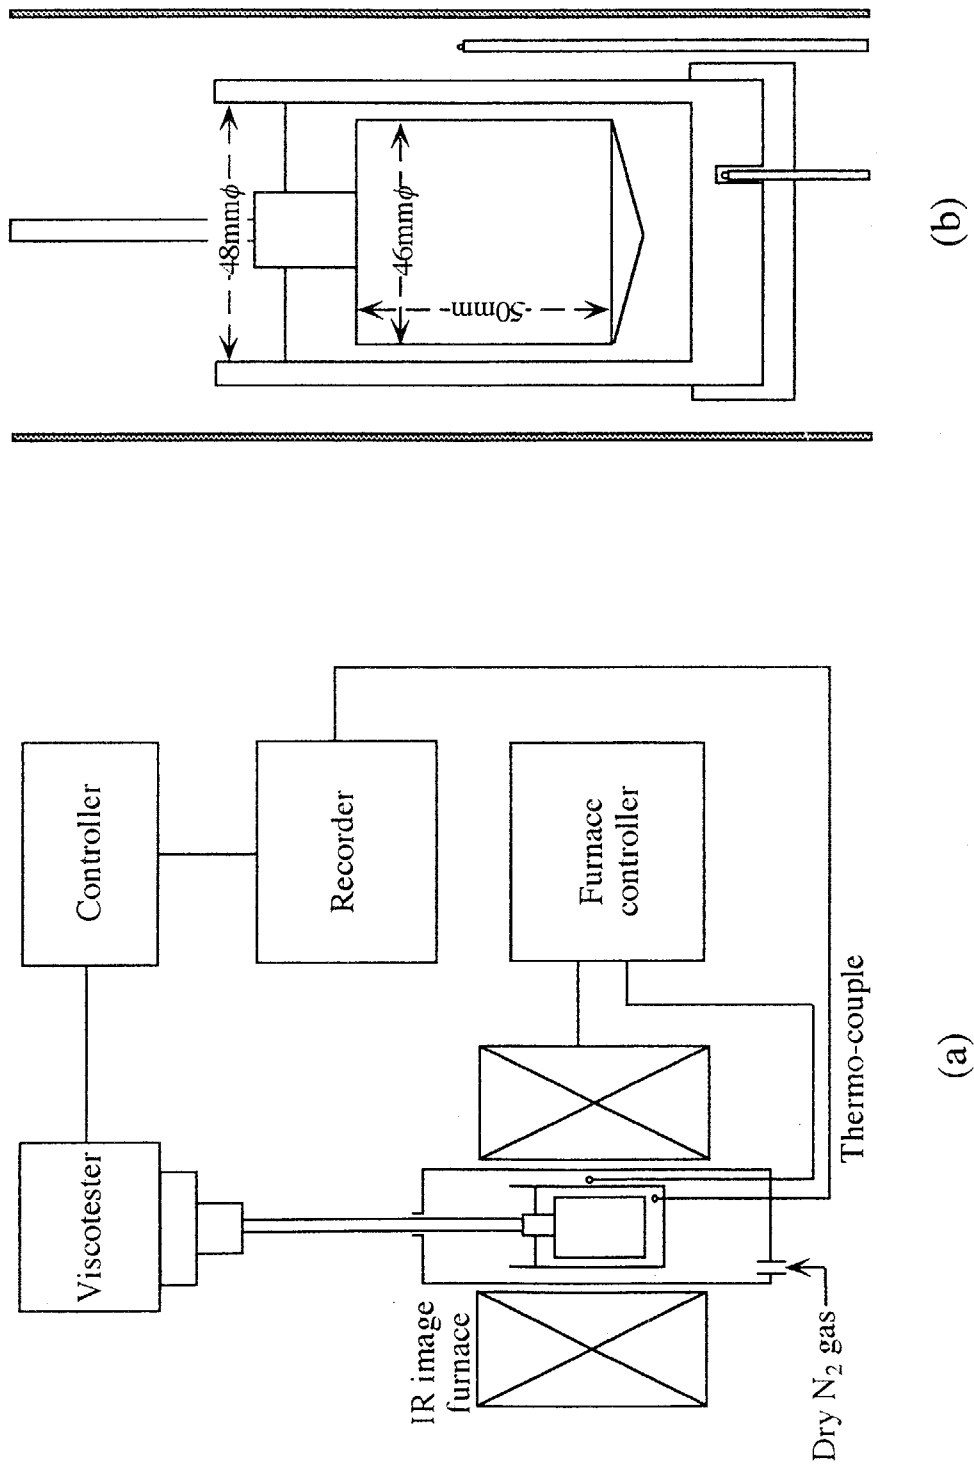 Viscotester
Controller
Recorder
IR image
furnace
Furnace
controller
Dry N₂ gas
Thermo-couple
(a)
48mmφ
46mmφ
50mm
(b)